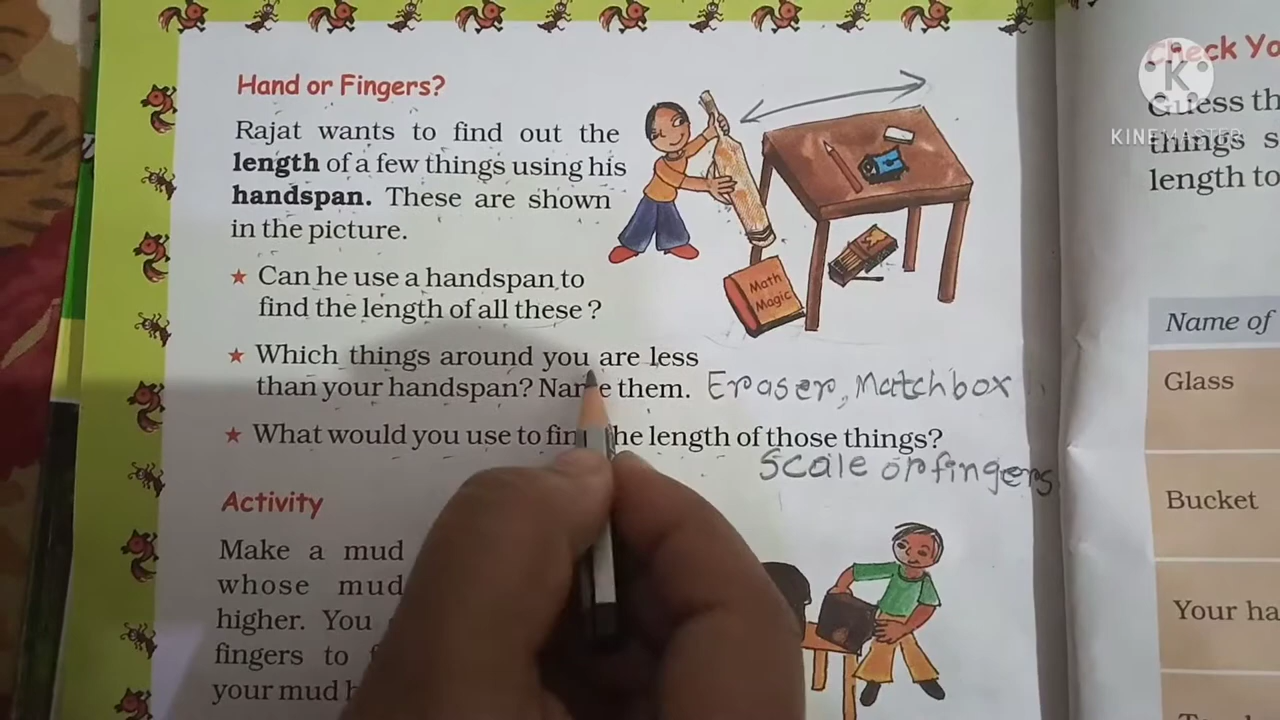 Hand or Fingers?
Rajat wants to find out the
length of a few things using his
handspan. These are shown
in the picture.
Math
Magic
★ Can he use a handspan to
find the length of all these?
★ Which things around you are less
than your handspan? Name them. Eraser, Matchbox
★ What would you use to find the length of those things?
Scale or fingers
Activity
Make a mud
whose mud
higher. You
fingers to
your mud
Check Yo
K
KINEMASTER
Guess th
things s
length to
Name of
Glass
Bucket
Your ha